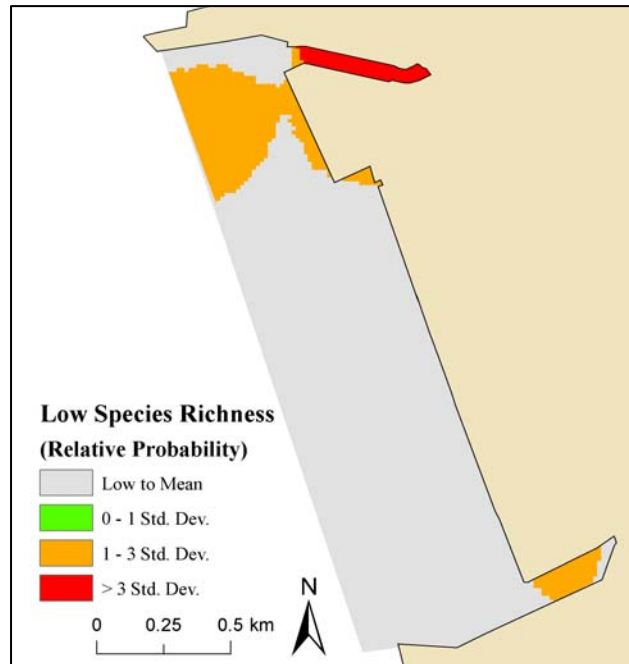 Low Species Richness
(Relative Probability)
Low to Mean
0 - 1 Std. Dev.
1 - 3 Std. Dev.
> 3 Std. Dev.
N
0 0.25 0.5 km